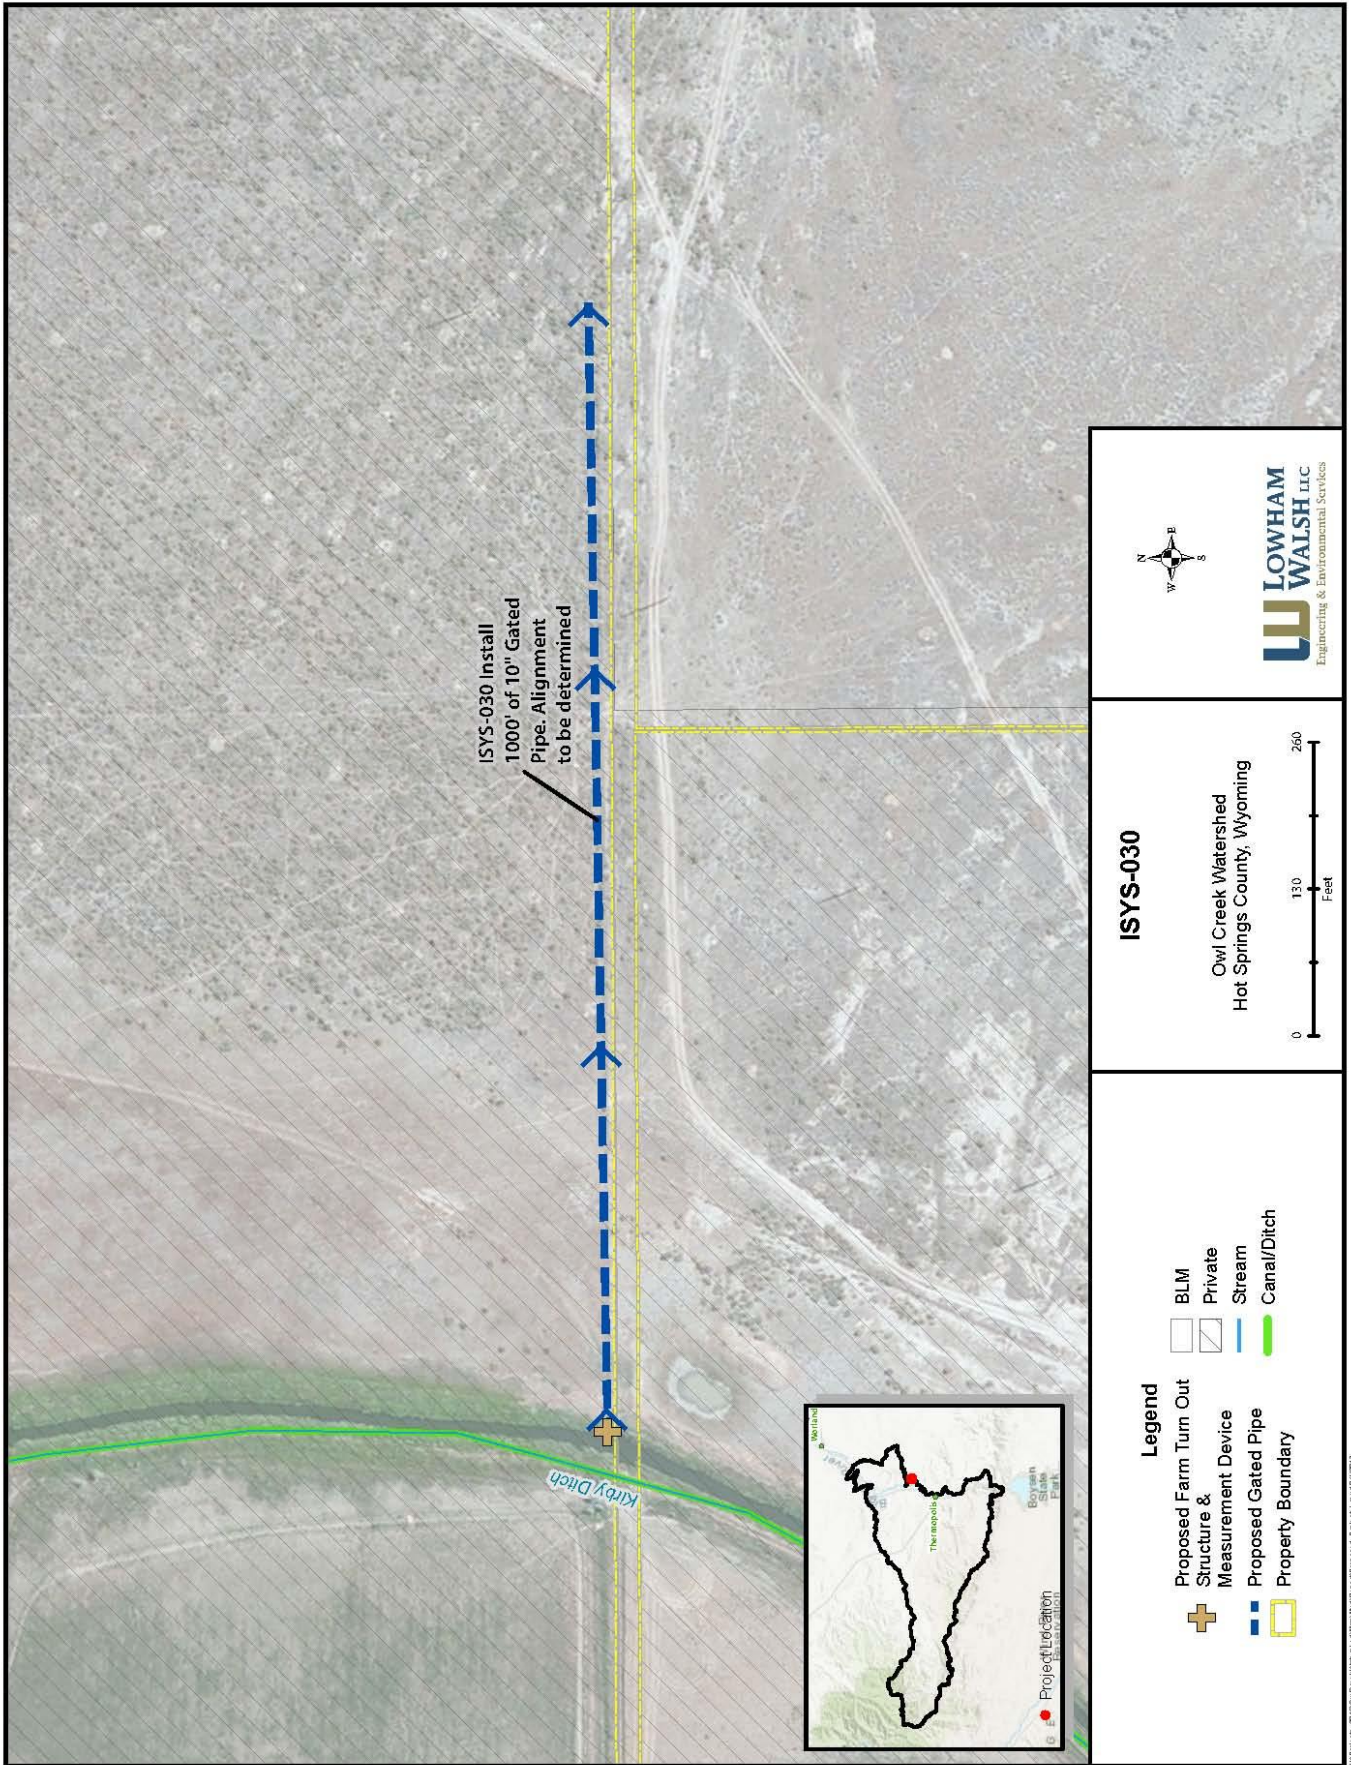 ISYS-030 Install
1000' of 10" Gated
Pipe. Alignment
to be determined
Kirby Ditch
Worland
Thermopolis
Boysen
State
Park
Project Location
Legend
Proposed Farm Turn Out
Structure &
Measurement Device
Proposed Gated Pipe
Property Boundary
BLM
Private
Stream
Canal/Ditch
ISYS-030
Owl Creek Watershed
Hot Springs County, Wyoming
0 130 260
Feet
N
W E
S
LOWHAM
WALSH LLC
Engineering & Environmental Services